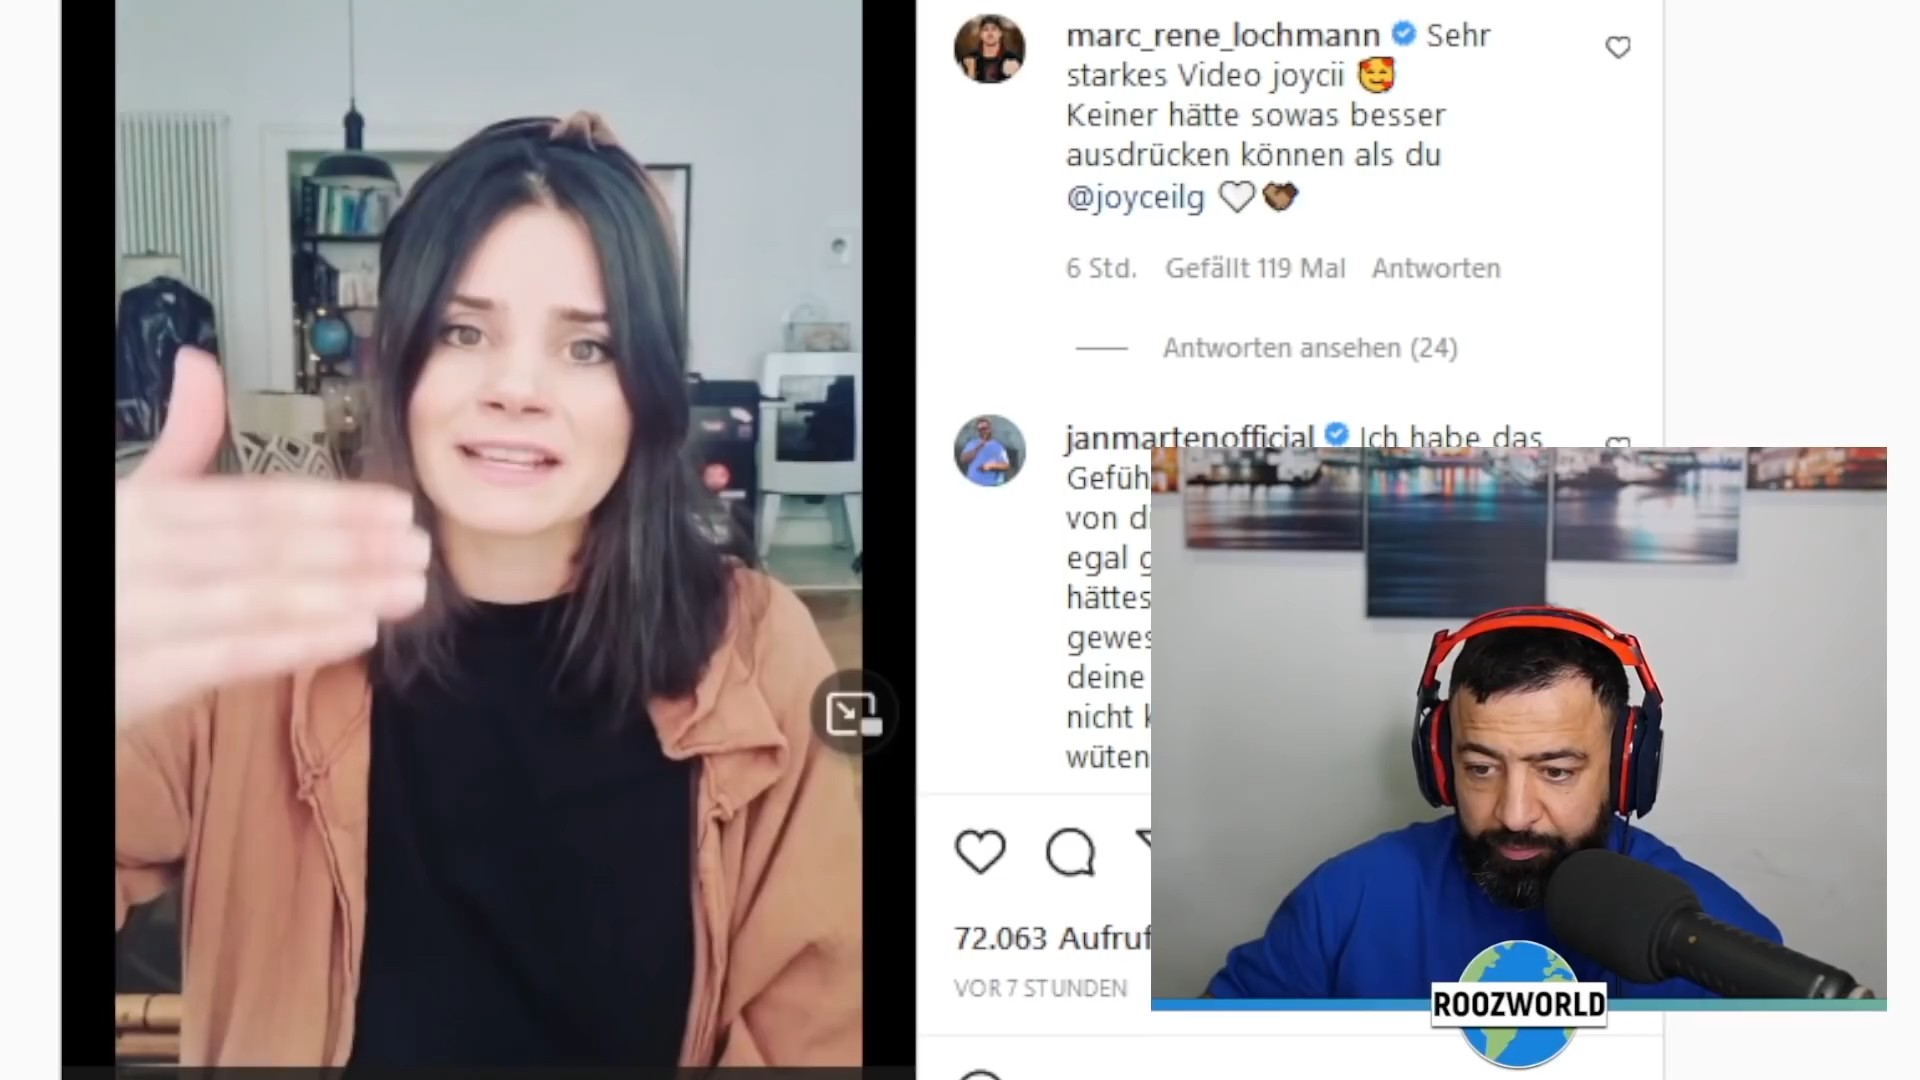 marc_rene_lochmann Sehr
starkes Video joycii 🥰
Keiner hätte sowas besser
ausdrücken können als du
@joyceilg 🤍🤝🏾
6 Std. Gefällt 119 Mal Antworten
Antworten ansehen (24)
janmartenofficial Ich habe das
Gefüh
von di
egal g
hättes
gewes
deine
nicht k
wüten
72.063 Aufruf
VOR 7 STUNDEN
ROOZWORLD